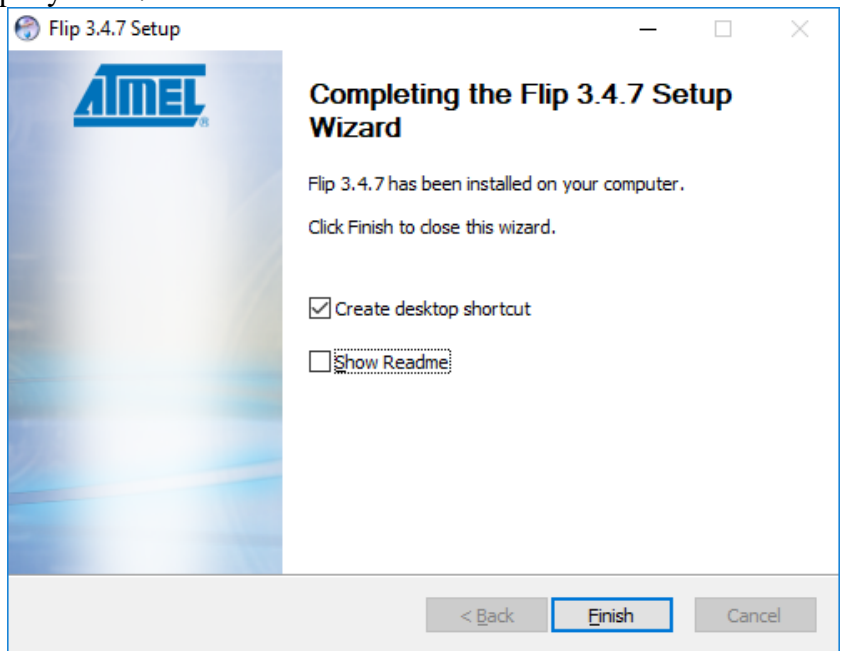 Flip 3.4.7 Setup
ATMEL
®
Completing the Flip 3.4.7 Setup
Wizard
Flip 3.4.7 has been installed on your computer.
Click Finish to close this wizard.
Create desktop shortcut
Show Readme
< Back
Finish
Cancel